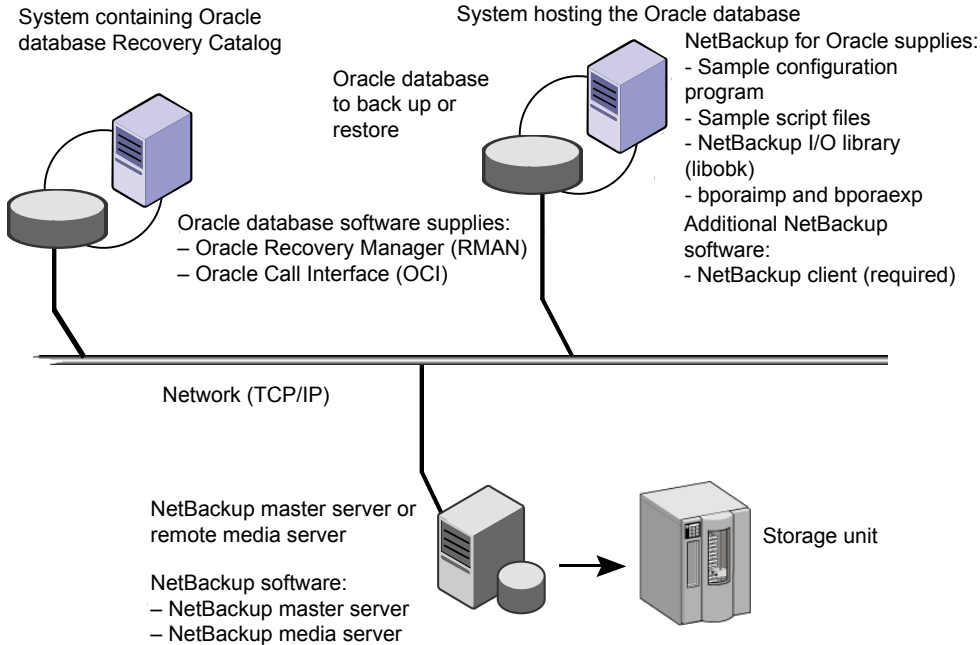 System containing Oracle
database Recovery Catalog
System hosting the Oracle database
Oracle database
to back up or
restore
NetBackup for Oracle supplies:
- Sample configuration
program
- Sample script files
- NetBackup I/O library
(libobk)
- bporaimp and bporaexp
Additional NetBackup
software:
- NetBackup client (required)
Oracle database software supplies:
– Oracle Recovery Manager (RMAN)
– Oracle Call Interface (OCI)
Network (TCP/IP)
NetBackup master server or
remote media server
NetBackup software:
– NetBackup master server
– NetBackup media server
Storage unit